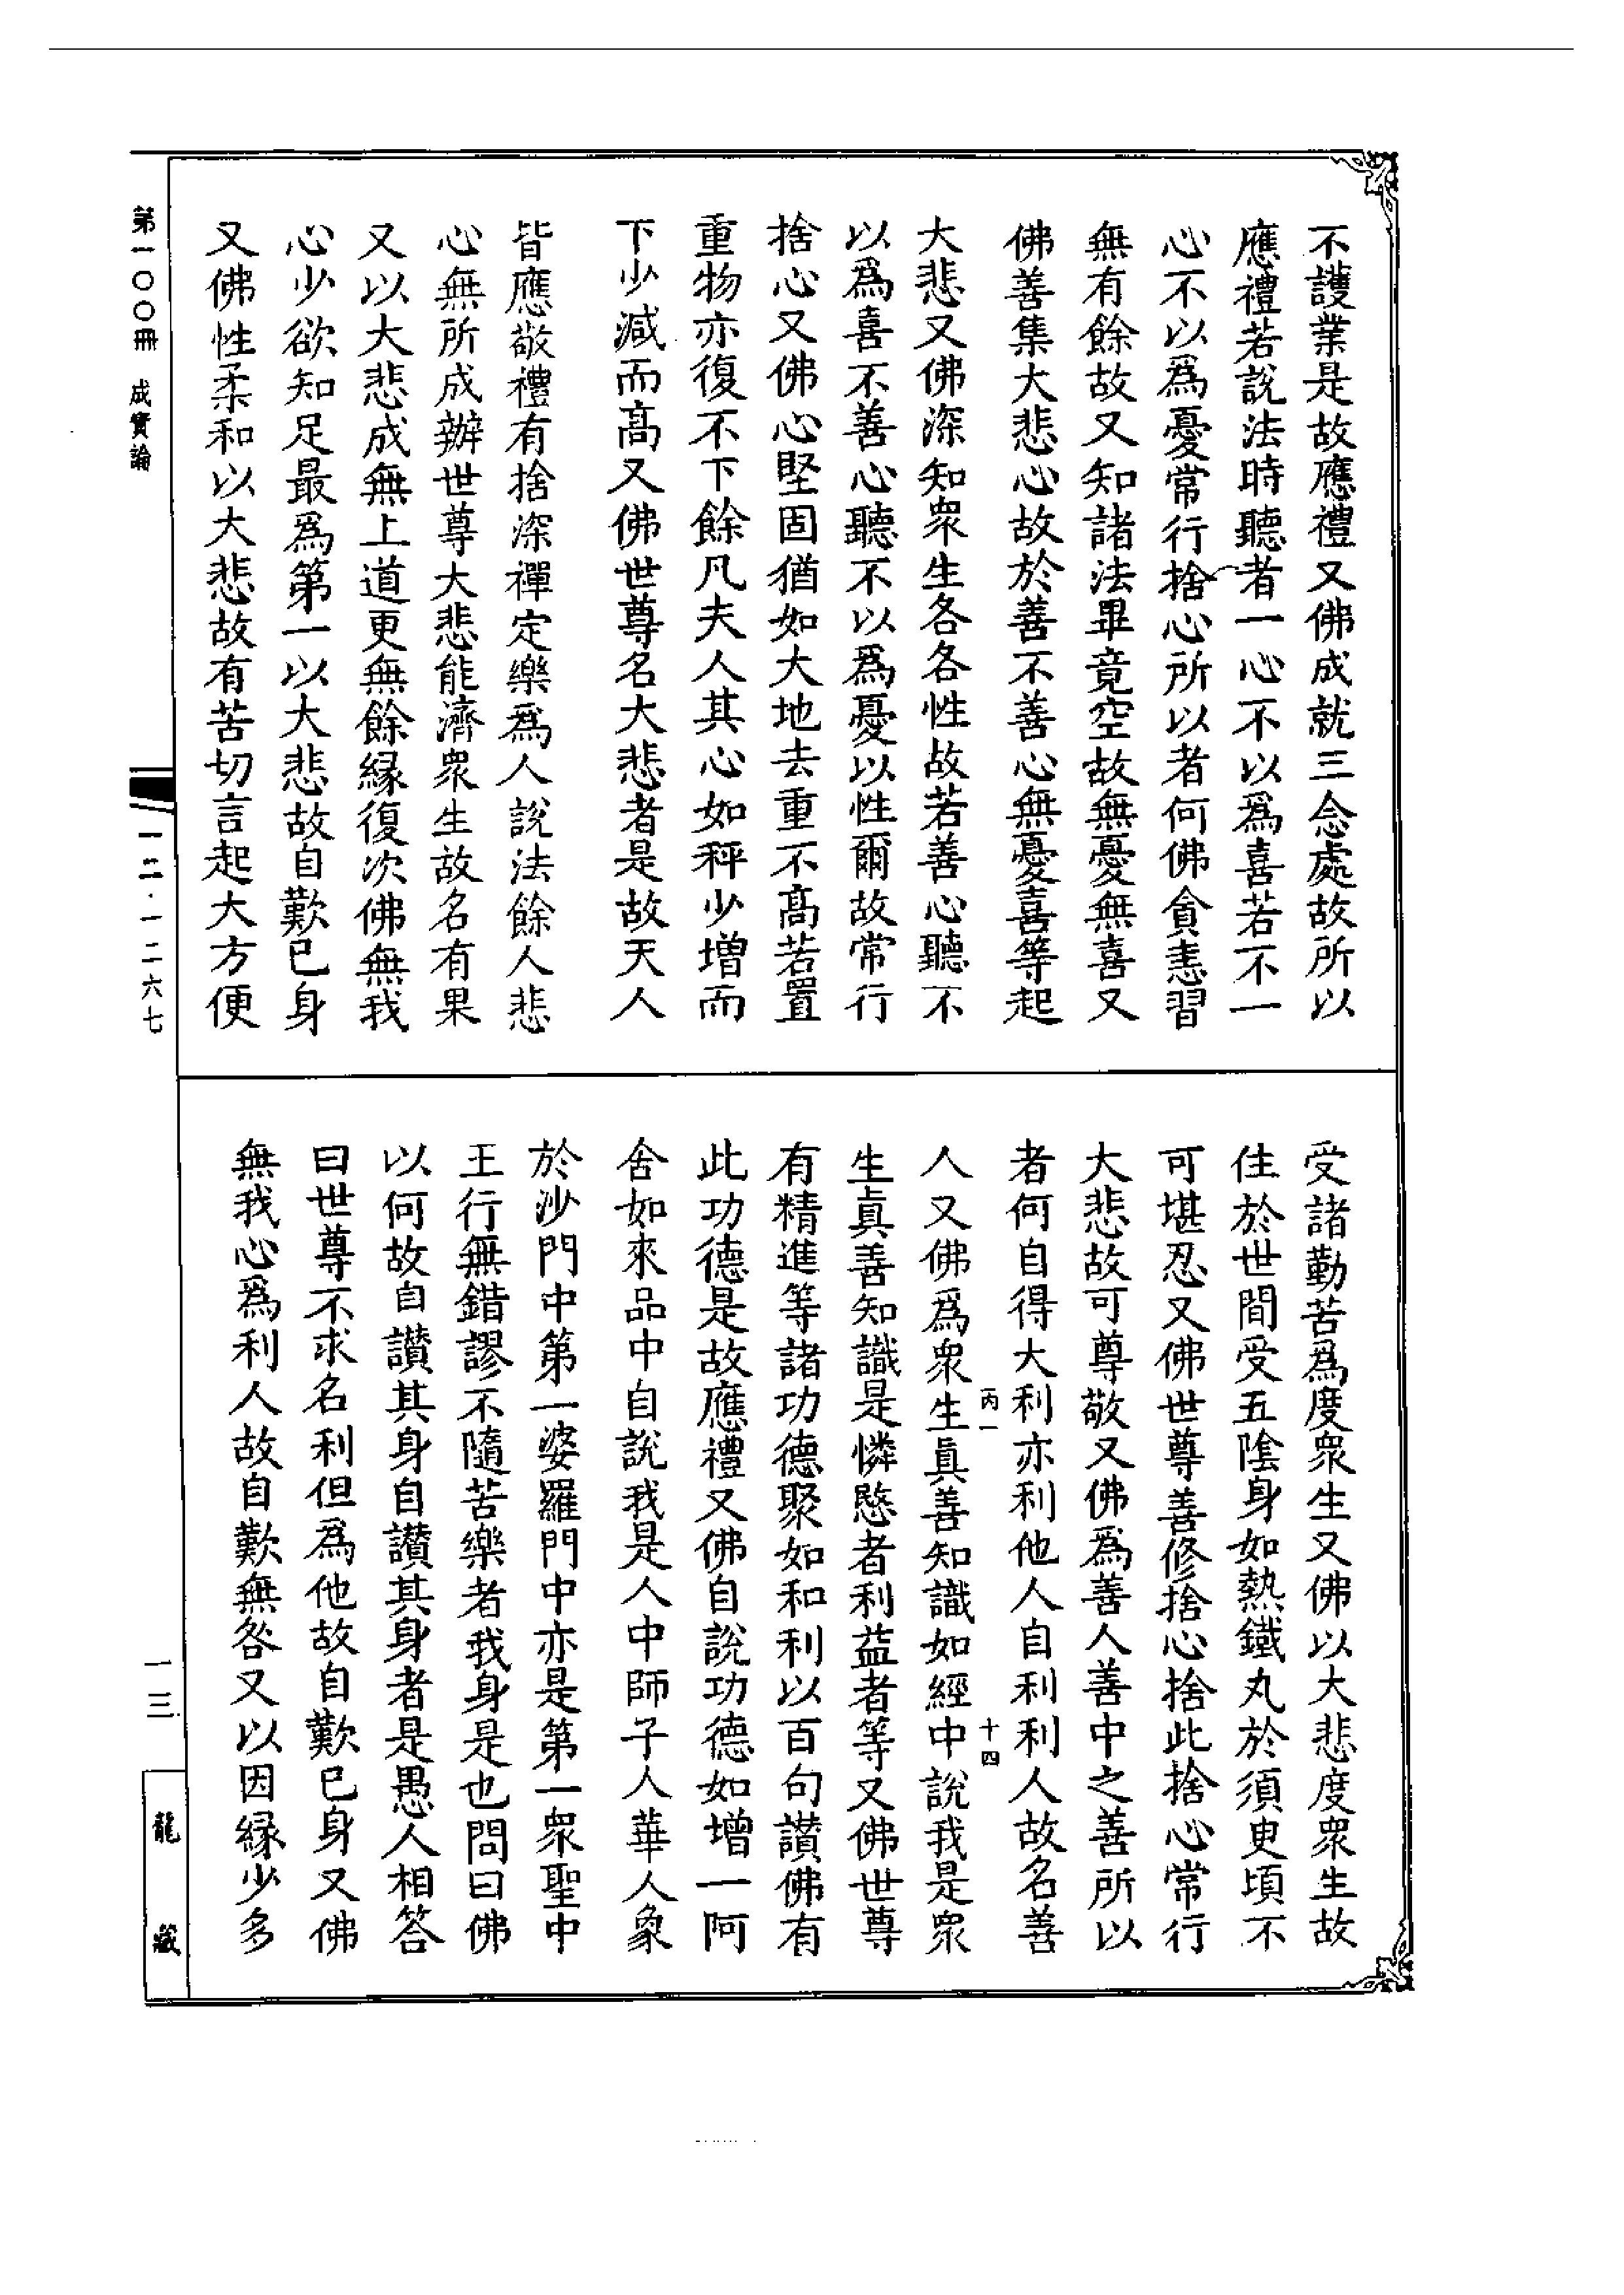 不護業是故應禮又佛成就三念處故所以
應禮若說法時聽者一心不以爲喜若不一
心不以爲憂常行捨心所以者何佛貪恚習
無有餘故又知諸法畢竟空故無憂無喜又
佛善集大悲心故於善不善心無憂喜等起
大悲又佛深知衆生各各性故若善心聽不
以爲喜不善心聽不以爲憂以性爾故常行
捨心又佛心堅固猶如大地去重不高若置
重物亦復不下餘凡夫人其心如秤少增而
下少減而高又佛世尊名大悲者是故天人
皆應敬禮有捨深禪定樂爲人說法餘人悲
心無所成辦世尊大悲能濟衆生故名有果
又以大悲成無上道更無餘緣復次佛無我
心少欲知足最爲第一以大悲故自歎已身
又佛性柔和以大悲故有苦切言起大方便
受諸勤苦爲度衆生又佛以大悲度衆生故
住於世間受五陰身如熱鐵丸於須臾頃不
可堪忍又佛世尊善修捨心捨此捨心常行
大悲故可尊敬又佛爲善人善中之善所以
者何自得大利亦利他人自利利人故名善
丙一
十四
人又佛爲衆生眞善知識如經中說我是衆
生眞善知識是憐愍者利益者等又佛世尊
有精進等諸功德聚如和利以百句讚佛有
此功德是故應禮又佛自說功德如增一阿
含如來品中自說我是人中師子人華人象
於沙門中第一婆羅門中亦是第一衆聖中
王行無錯謬不隨苦樂者我身是也問曰佛
以何故自讚其身自讚其身者是愚人相答
曰世尊不求名利但爲他故自歎已身又佛
無我心爲利人故自歎無咎又以因緣少多
第一〇〇冊 成實論
一二·一二六七
一三
龍藏